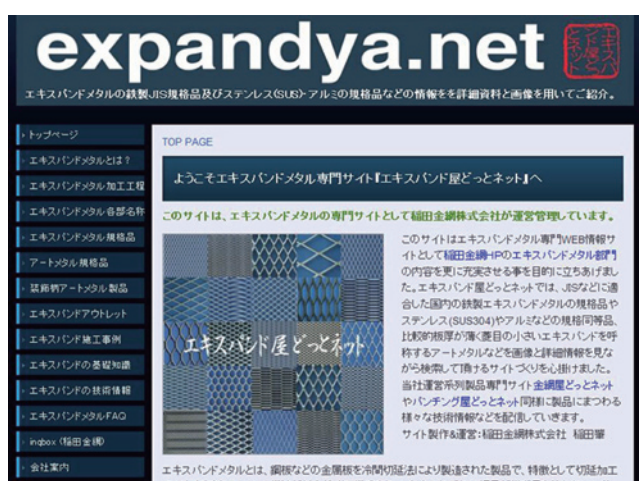 expandya.net
エキスパンド屋どっとネット
エキスパンドメタルの鉄製JIS規格品及びステンレス(SUS)・アルミの規格品などの情報をを詳細資料と画像を用いてご紹介。
トップページ
エキスパンドメタルとは?
エキスパンドメタル加工工程
エキスパンドメタル各部名称
エキスパンドメタル規格品
アートメタル規格品
装飾柄アートメタル製品
エキスパンドアウトレット
エキスパンド施工事例
エキスパンドの基礎知識
エキスパンドの技術情報
エキスパンドメタルFAQ
inqbox (稲田金網)
会社案内
TOP PAGE
ようこそエキスパンドメタル専門サイト『エキスパンド屋どっとネット』へ
このサイトは、エキスパンドメタルの専門サイトとして稲田金網株式会社が運営管理しています。
エキスパンド屋どっとネット
このサイトはエキスパンドメタル専門WEB情報サ
イトとして稲田金網HPのエキスパンドメタル部門
の内容を更に充実させる事を目的に立ちあげまし
た。エキスパンド屋どっとネットでは、JISなどに適
合した国内の鉄製エキスパンドメタルの規格品や
ステンレス(SUS304)やアルミなどの規格同等品、
比較的板厚が薄く菱目の小さいエキスパンドを呼
称するアートメタルなどを画像と詳細情報を見な
がら検索して頂けるサイトづくりを心掛けました。
当社運営系列製品専門サイト金網屋どっとネット
やパンチング屋どっとネット同様に製品にまつわる
様々な技術情報などを配信していきます。
サイト製作&運営:稲田金網株式会社 稲田肇
エキスパンドメタルとは、鋼板などの金属板を冷間切延法により製造された製品で、特徴として切延加工